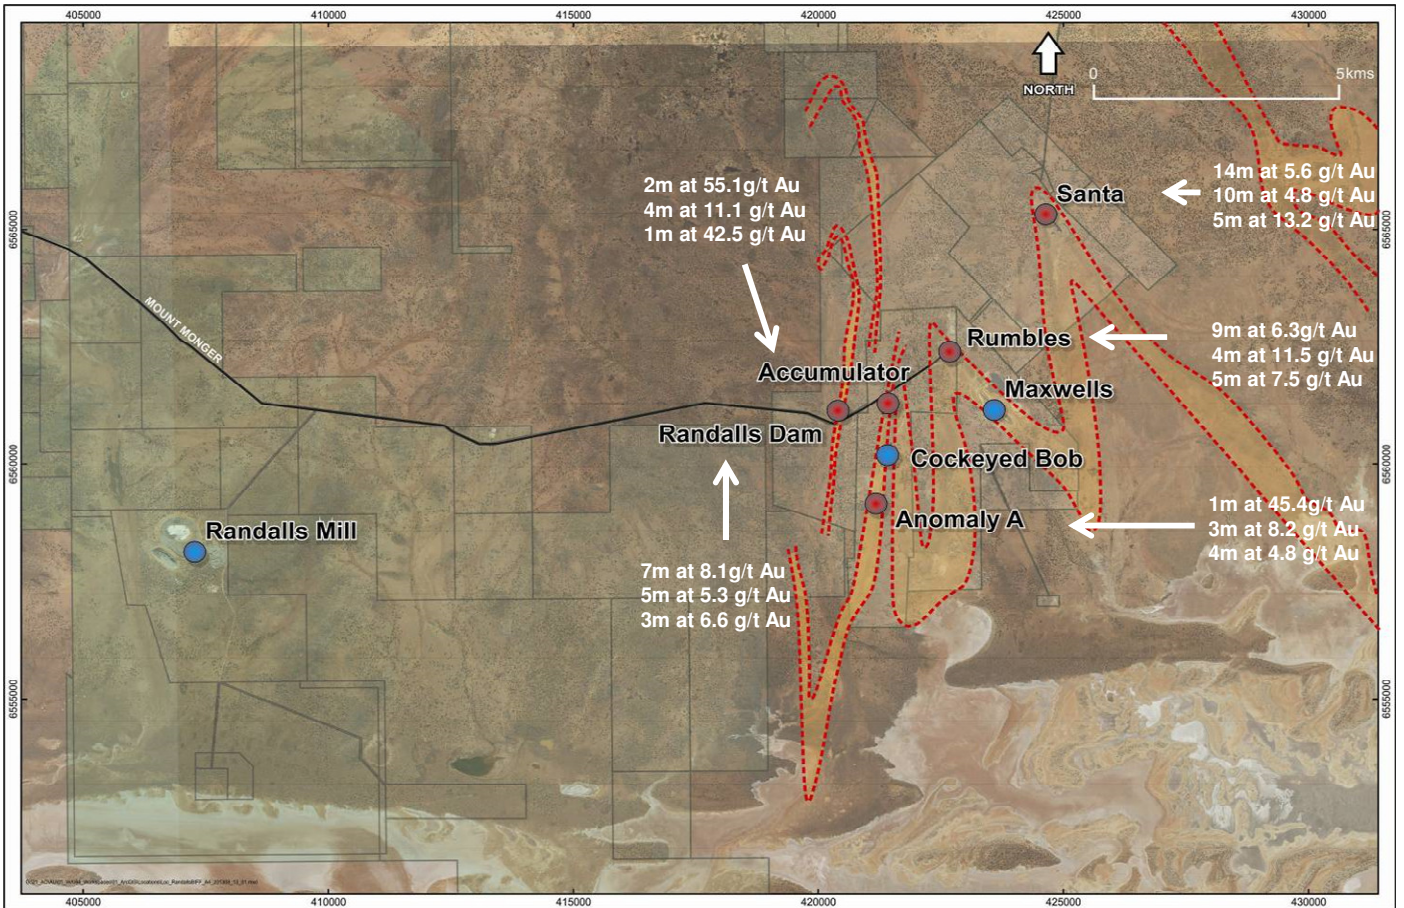 405000
410000
415000
420000
425000
430000
NORTH
0
5kms
14m at 5.6 g/t Au
10m at 4.8 g/t Au
5m at 13.2 g/t Au
2m at 55.1g/t Au
4m at 11.1 g/t Au
1m at 42.5 g/t Au
Santa
6565000
6565000
MOUNT MONGER
Rumbles
9m at 6.3g/t Au
4m at 11.5 g/t Au
5m at 7.5 g/t Au
Accumulator
Maxwells
Randalls Dam
Cockeyed Bob
6560000
6560000
Anomaly A
1m at 45.4g/t Au
3m at 8.2 g/t Au
4m at 4.8 g/t Au
Randalls Mill
7m at 8.1g/t Au
5m at 5.3 g/t Au
3m at 6.6 g/t Au
6555000
6555000
405000
410000
415000
420000
425000
430000